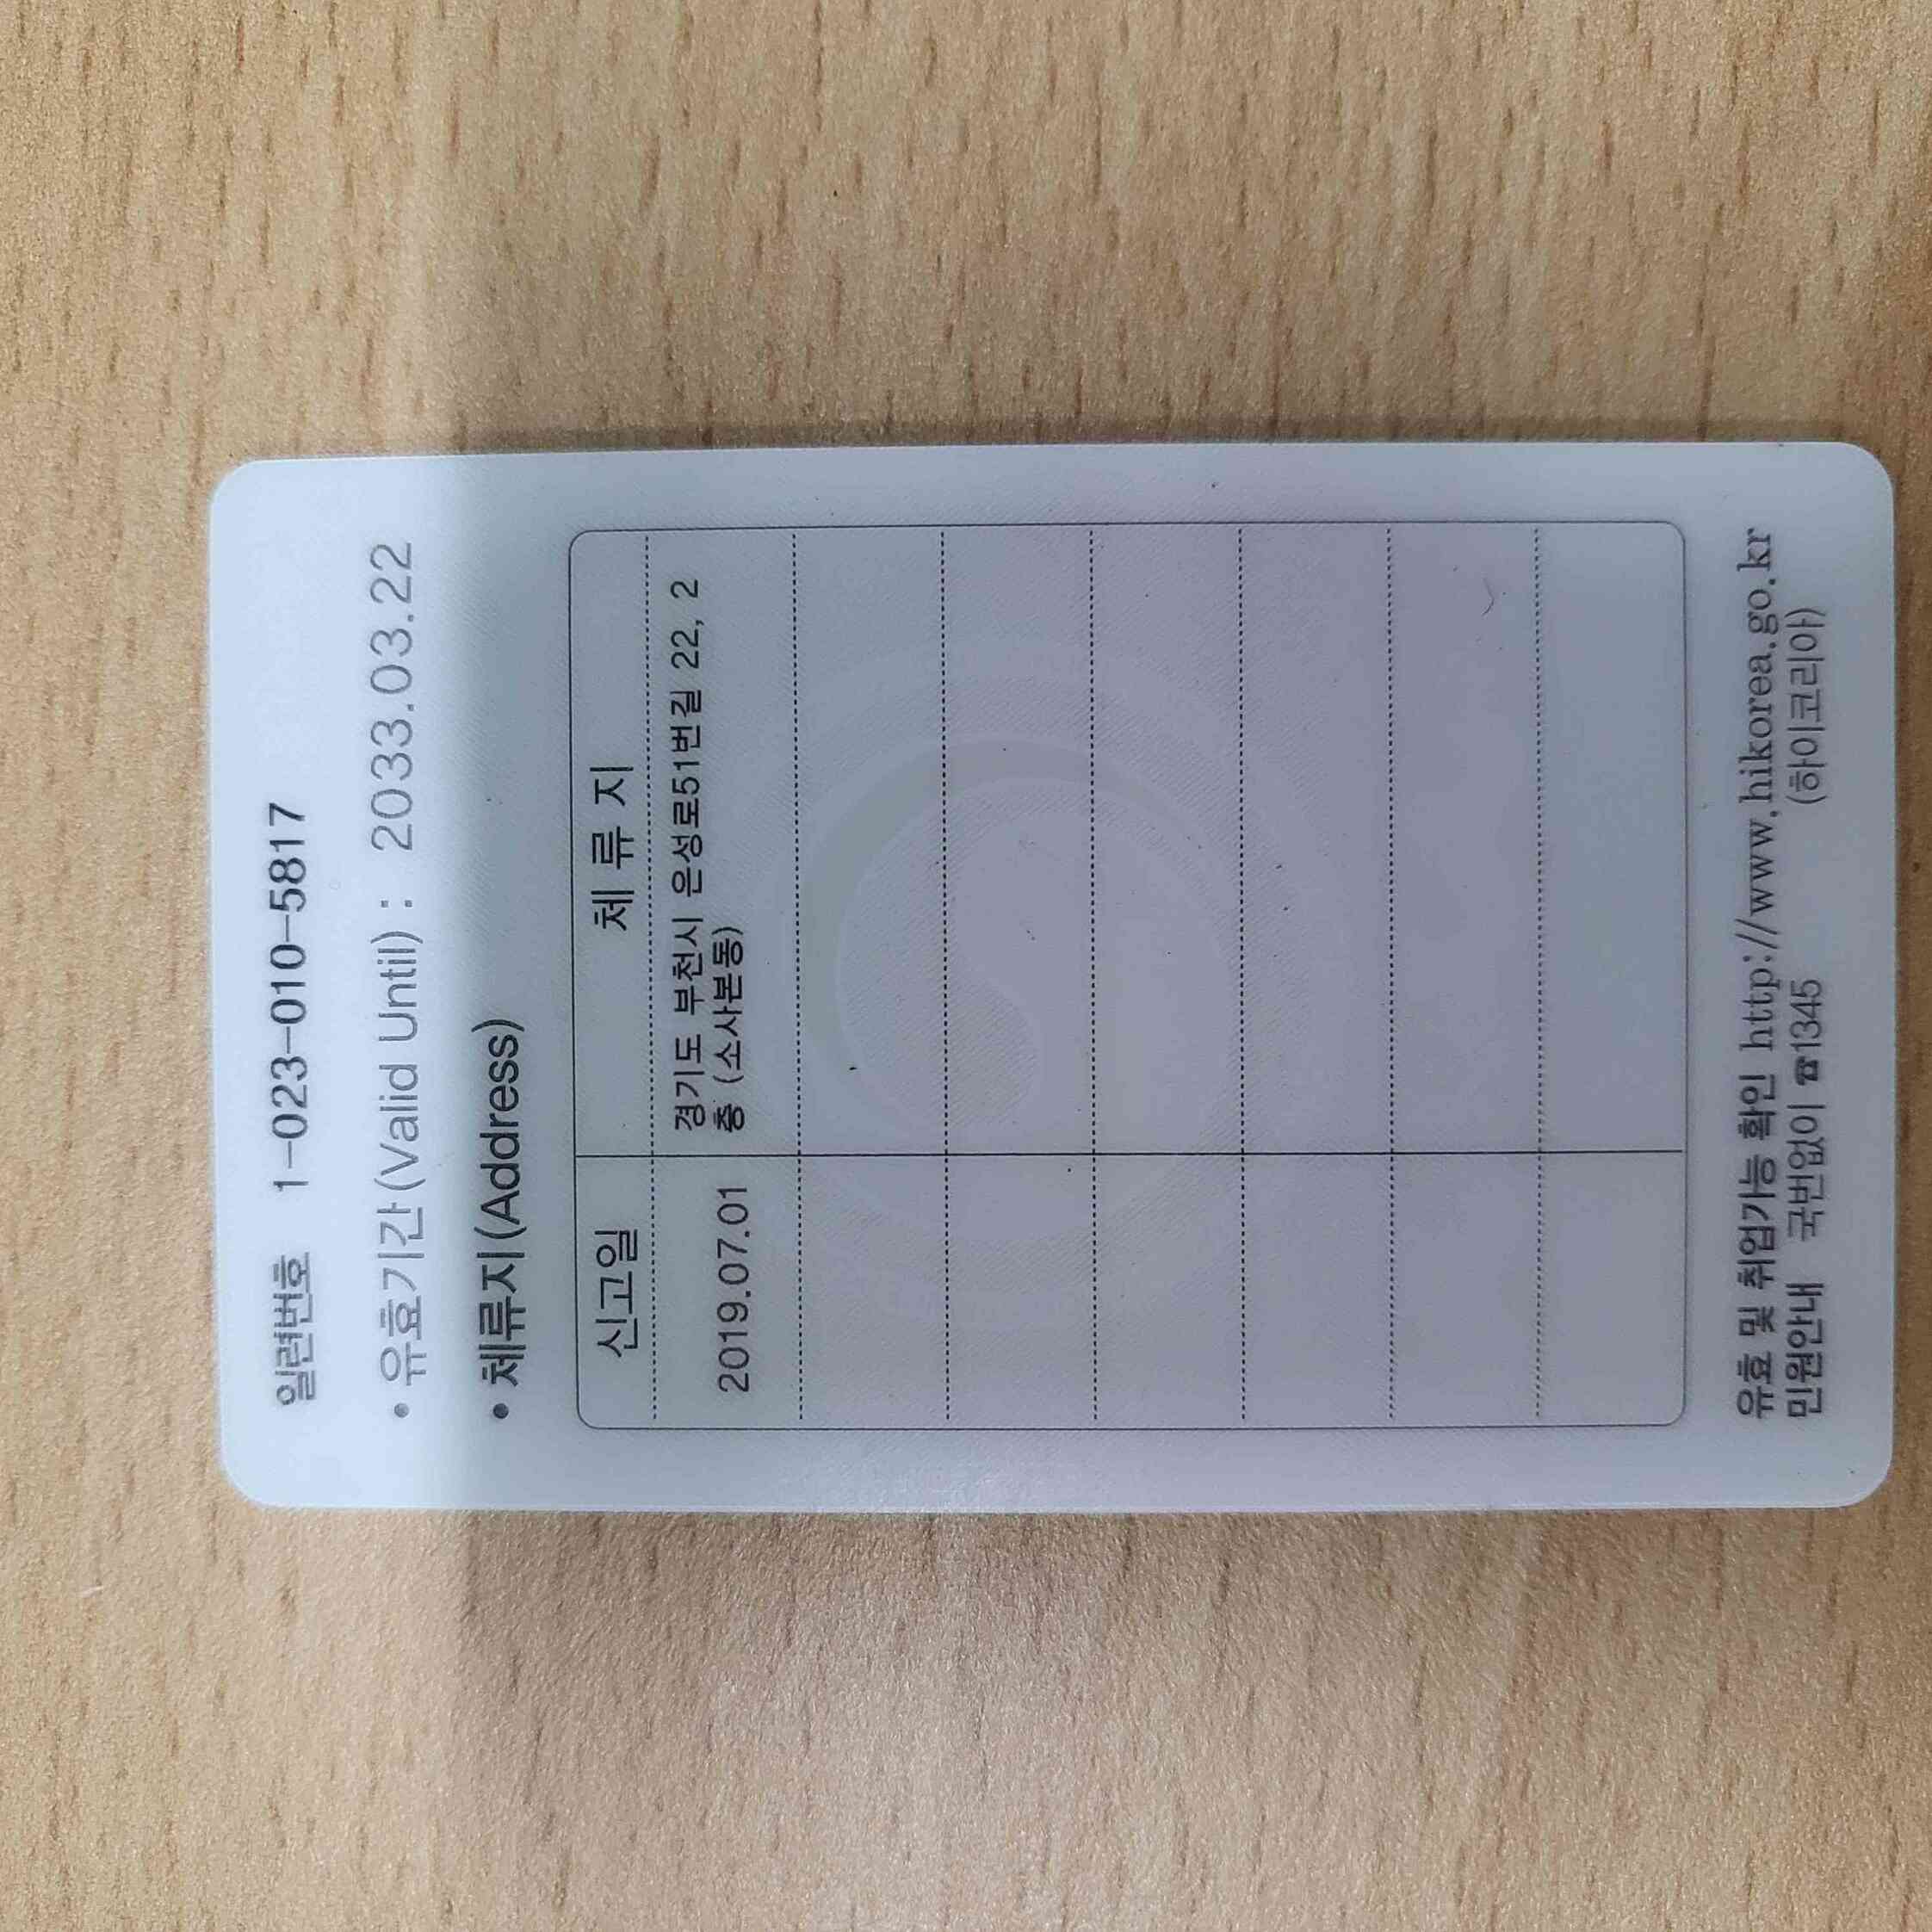 일련번호 1-023-010-5817
• 유효기간(Valid Until) : 2033.03.22
• 체류지(Address)
신고일 체 류 지
2019.07.01 경기도 부천시 은성로51번길 22, 2
층 (소사본동)
유효 및 취업가능 확인 http://www.hikorea.go.kr
민원안내 국번없이 ☎1345 (하이코리아)